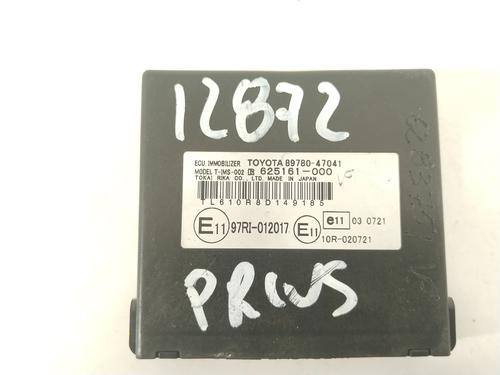 12872
ECU, IMMOBILIZER TOYOTA 89780-47041
MODEL T-IMS-002 625161-000
TOKAI RIKA CO., LTD. MADE IN JAPAN
TL610R8D149185
E11 97RI-012017 E11 e11 03 0721
10R-020721
PRIUS